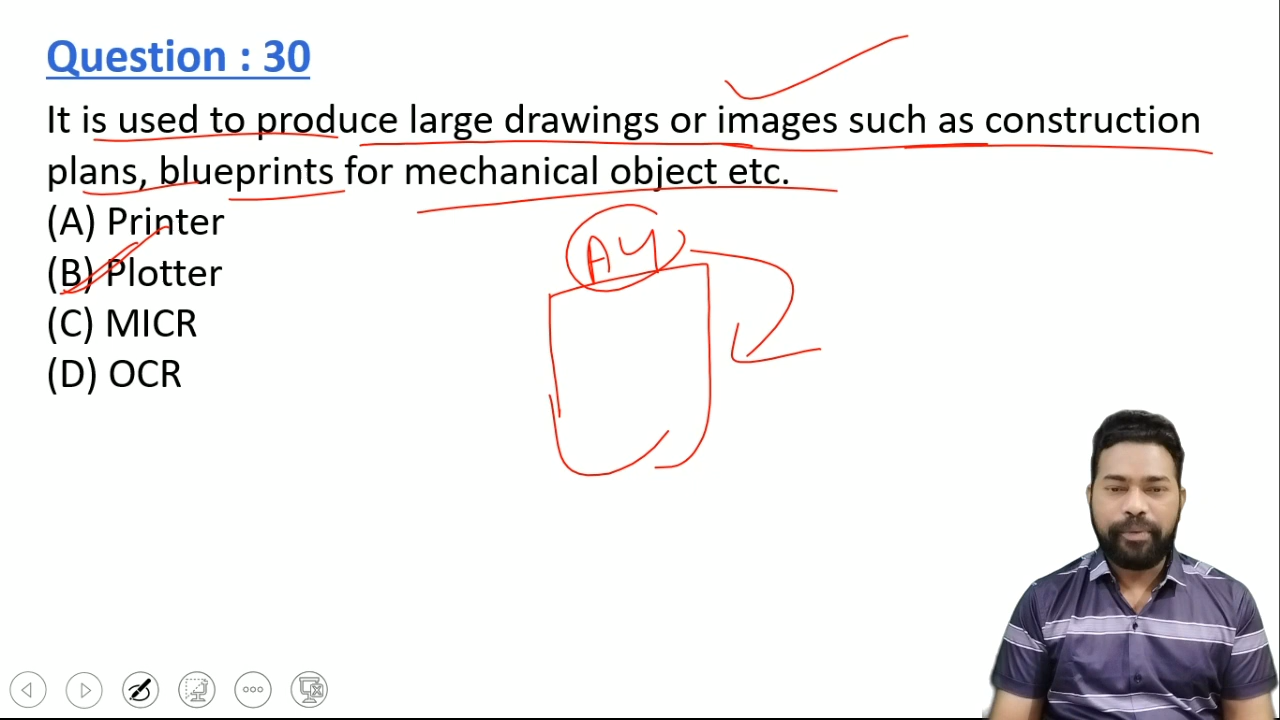 Question : 30
It is used to produce large drawings or images such as construction
plans, blueprints for mechanical object etc.
(A) Printer
(B) Plotter
(C) MICR
(D) OCR
A4